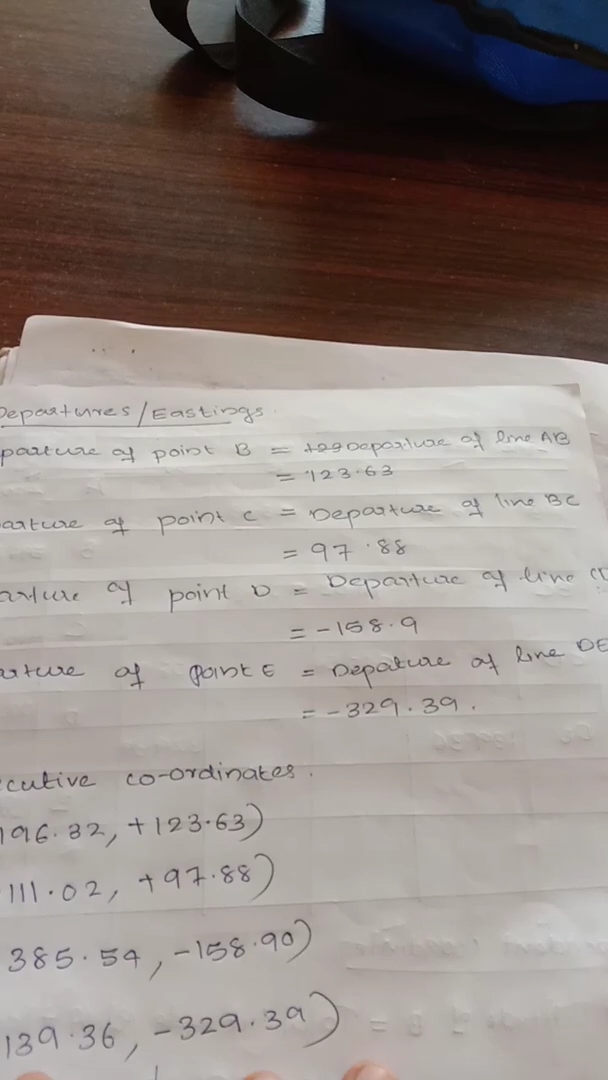 Departures/Eastings.
parture of point B = Departure of line AB
= 123.63
arture of point C = Departure of line BC
= 97.88
arture of point D = Departure of line CD
= -158.9
arture of point E = Depature of line DE
= -329.39.
cutive co-ordinates.
196.32, +123.63)
111.02, +97.88)
385.54, -158.90)
139.36, -329.39)